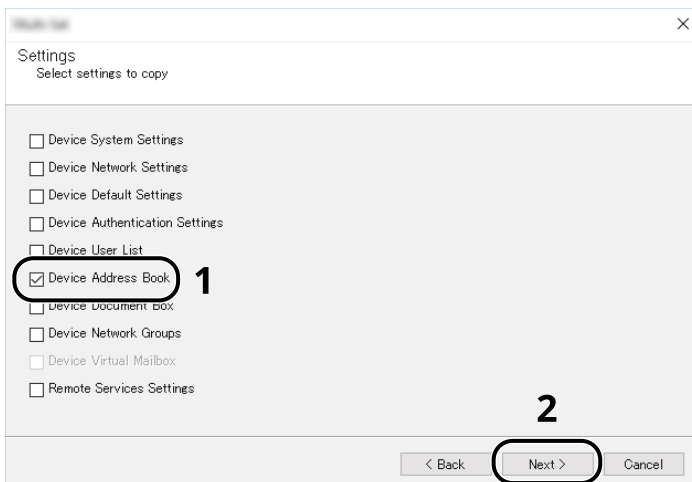 Settings
Select settings to copy
Device System Settings
Device Network Settings
Device Default Settings
Device Authentication Settings
Device User List
Device Address Book
1
Device Document Box
Device Network Groups
Device Virtual Mailbox
Remote Services Settings
2
< Back
Next >
Cancel